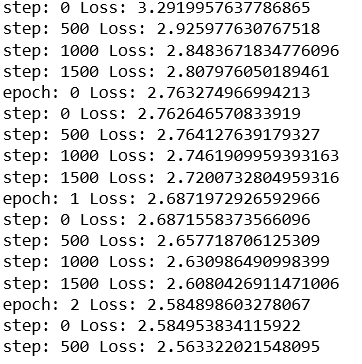 step: 0 Loss: 3.2919957637786865
step: 500 Loss: 2.925977630767518
step: 1000 Loss: 2.8483671834776096
step: 1500 Loss: 2.807976050189461
epoch: 0 Loss: 2.763274966994213
step: 0 Loss: 2.762646570833919
step: 500 Loss: 2.764127639179327
step: 1000 Loss: 2.7461909959393163
step: 1500 Loss: 2.7200732804959316
epoch: 1 Loss: 2.6871972926592966
step: 0 Loss: 2.6871558373566096
step: 500 Loss: 2.657718706125309
step: 1000 Loss: 2.630986490998399
step: 1500 Loss: 2.6080426911471006
epoch: 2 Loss: 2.584898603278067
step: 0 Loss: 2.584953834115922
step: 500 Loss: 2.563322021548095